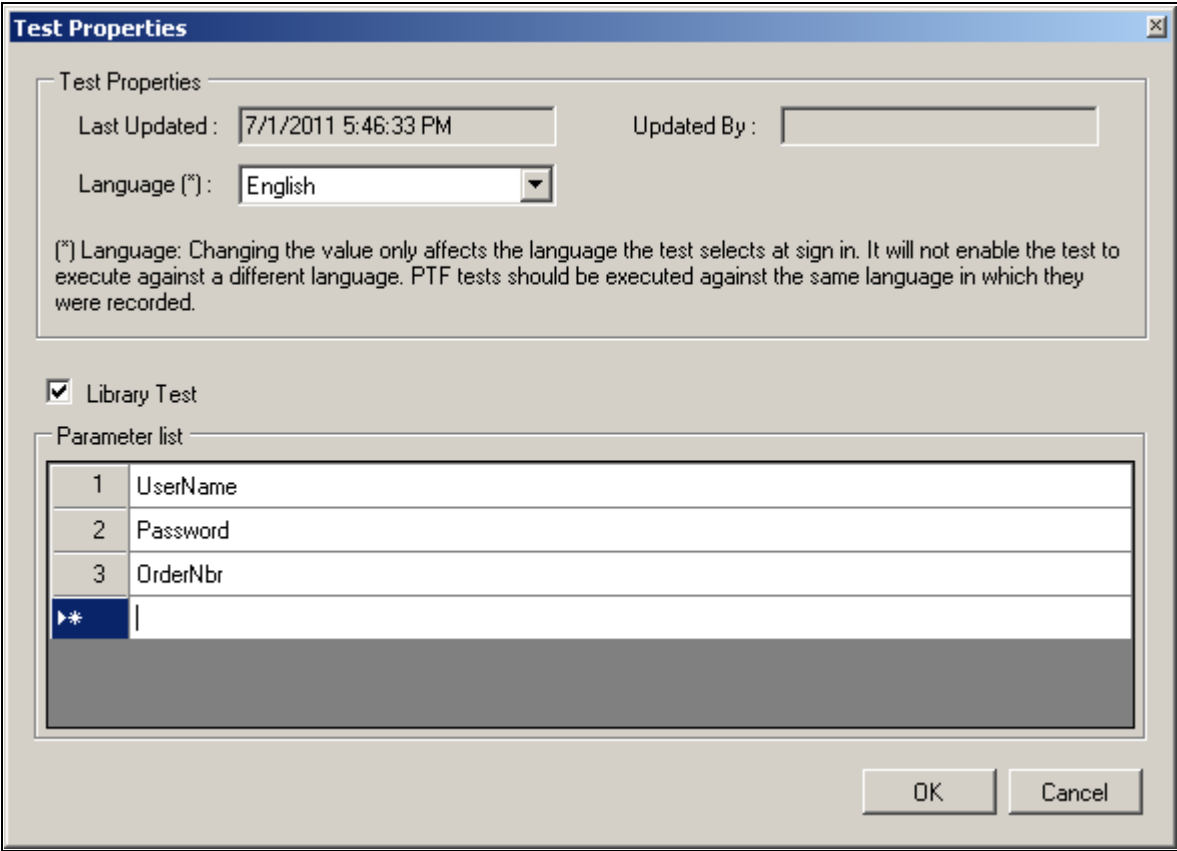 Test Properties
Test Properties
Last Updated : 7/1/2011 5:46:33 PM Updated By :
Language (*) : English
(*) Language: Changing the value only affects the language the test selects at sign in. It will not enable the test to
execute against a different language. PTF tests should be executed against the same language in which they
were recorded.
Library Test
Parameter list
1 UserName
2 Password
3 OrderNbr
OK Cancel